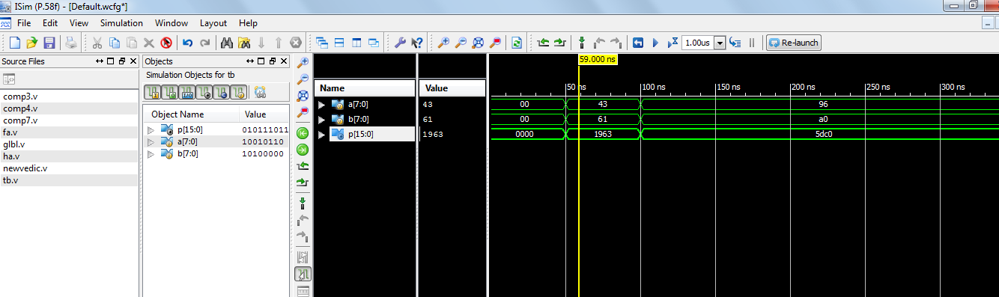 ISim (P.58f) - [Default.wcfg*]
File Edit View Simulation Window Layout Help
1.00us Re-launch
Source Files
comp3.v
comp4.v
comp7.v
fa.v
glbl.v
ha.v
newvedic.v
tb.v
Objects
Simulation Objects for tb
Object Name Value
p[15:0] 010111011
a[7:0] 10010110
b[7:0] 10100000
Name Value
a[7:0] 43
b[7:0] 61
p[15:0] 1963
59.000 ns
50 ns 100 ns 150 ns 200 ns 250 ns 300 ns
00 43 96
00 61 a0
0000 1963 5dc0